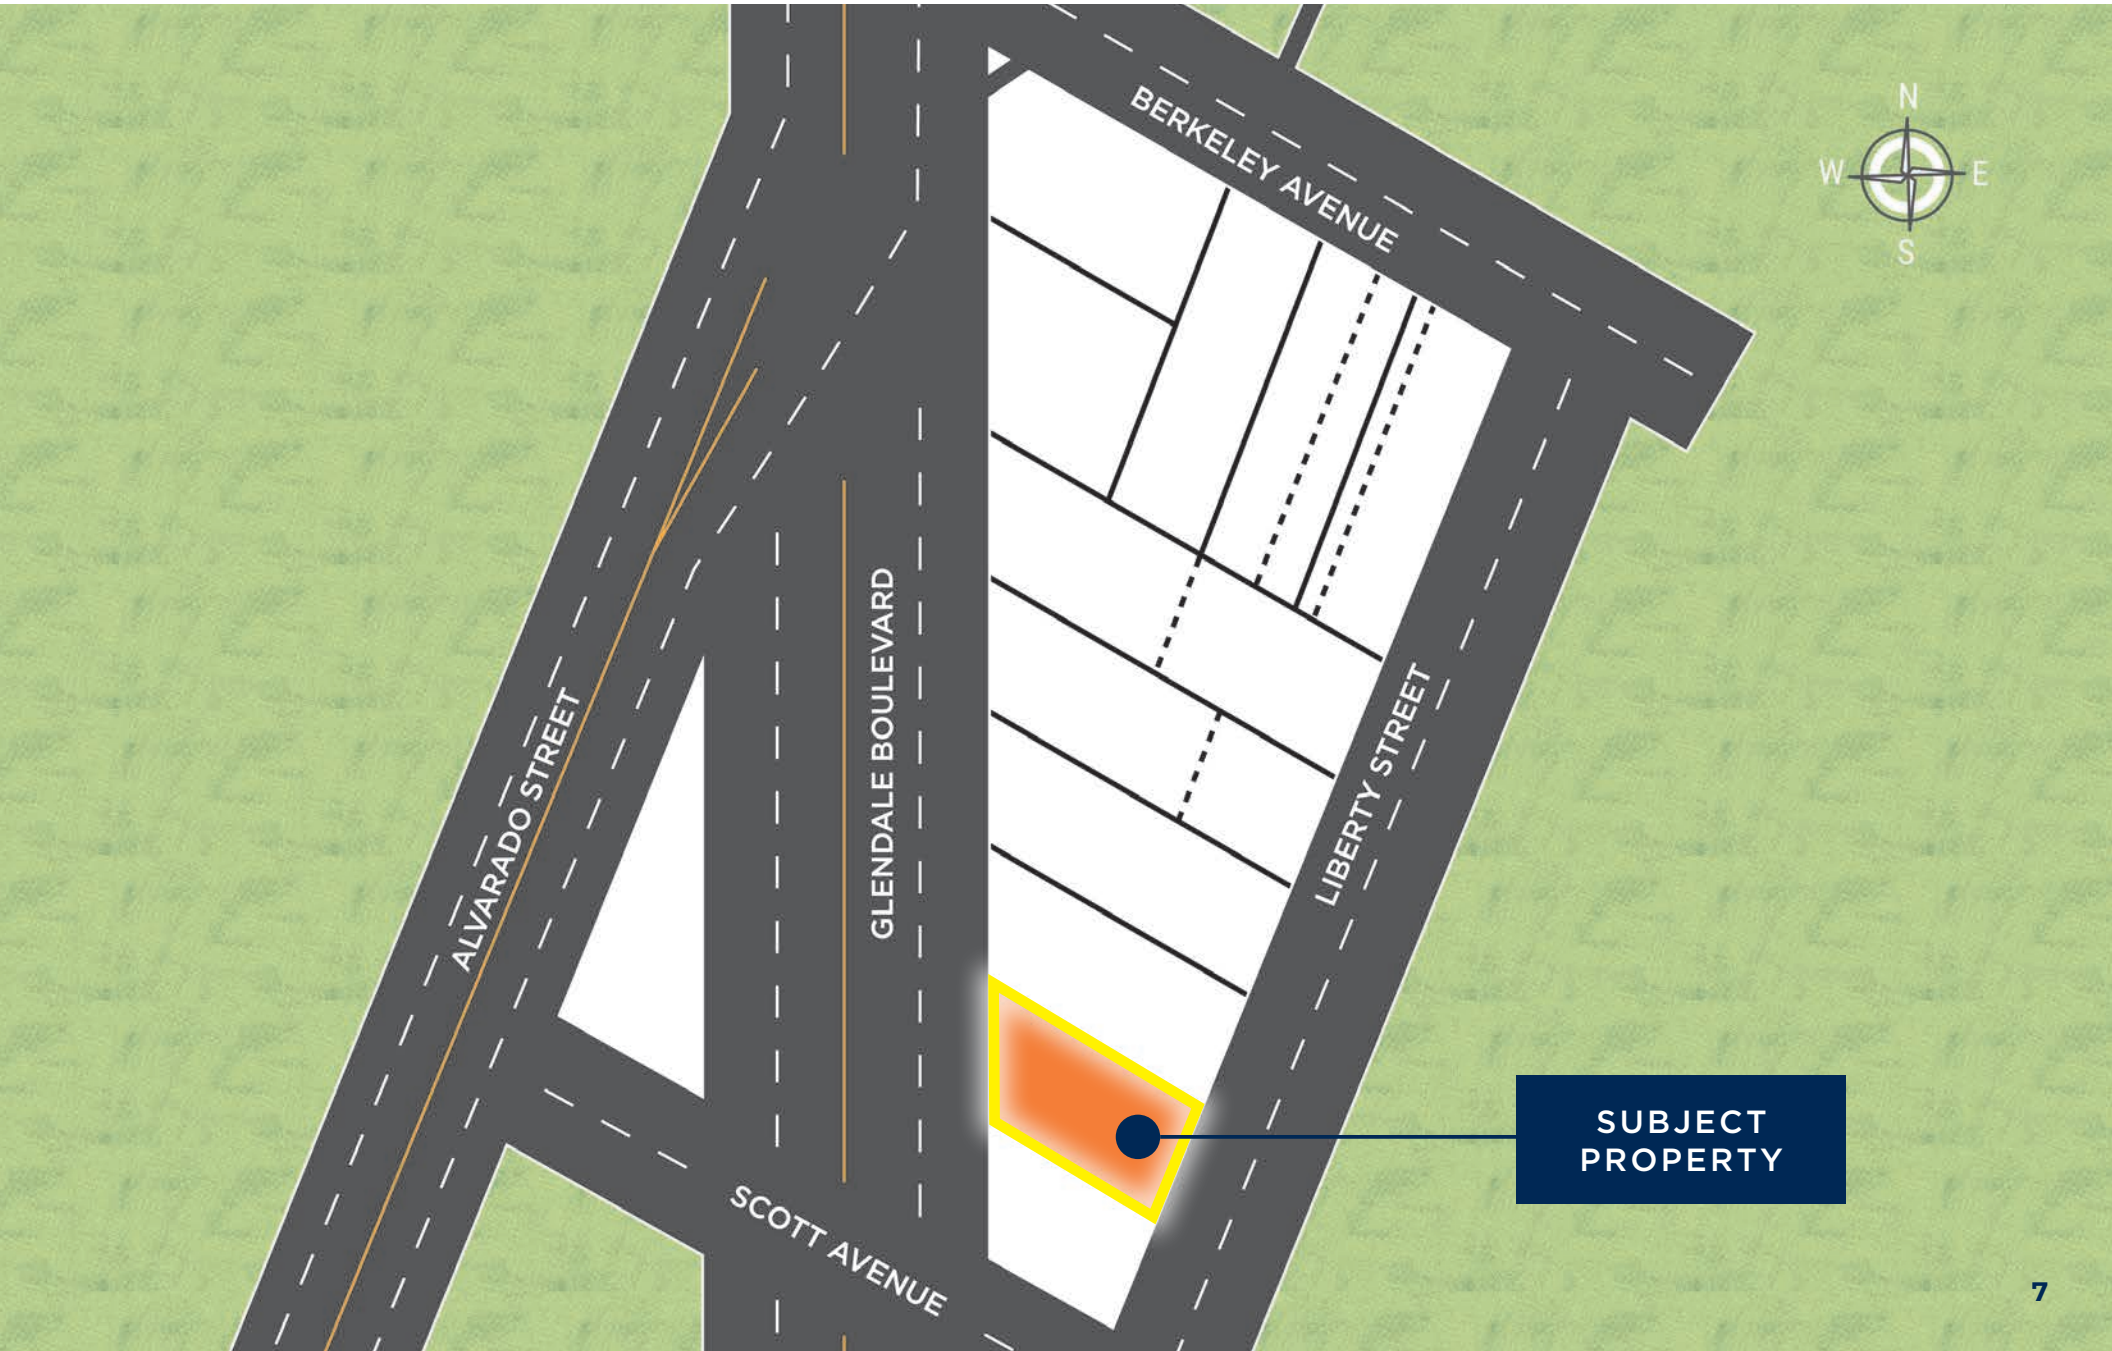 BERKELEY AVENUE
N
W
E
S
GLENDALE BOULEVARD
ALVARADO STREET
LIBERTY STREET
SUBJECT
PROPERTY
SCOTT AVENUE
7